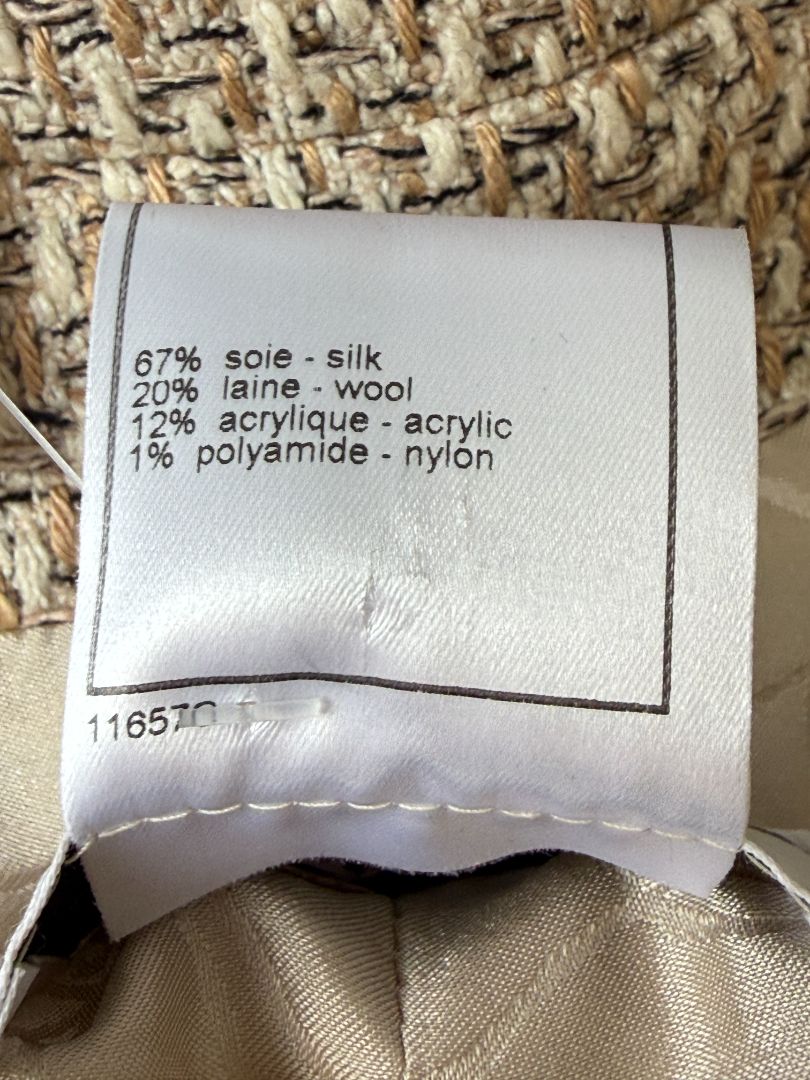 67% soie - silk
20% laine - wool
12% acrylique - acrylic
1% polyamide - nylon